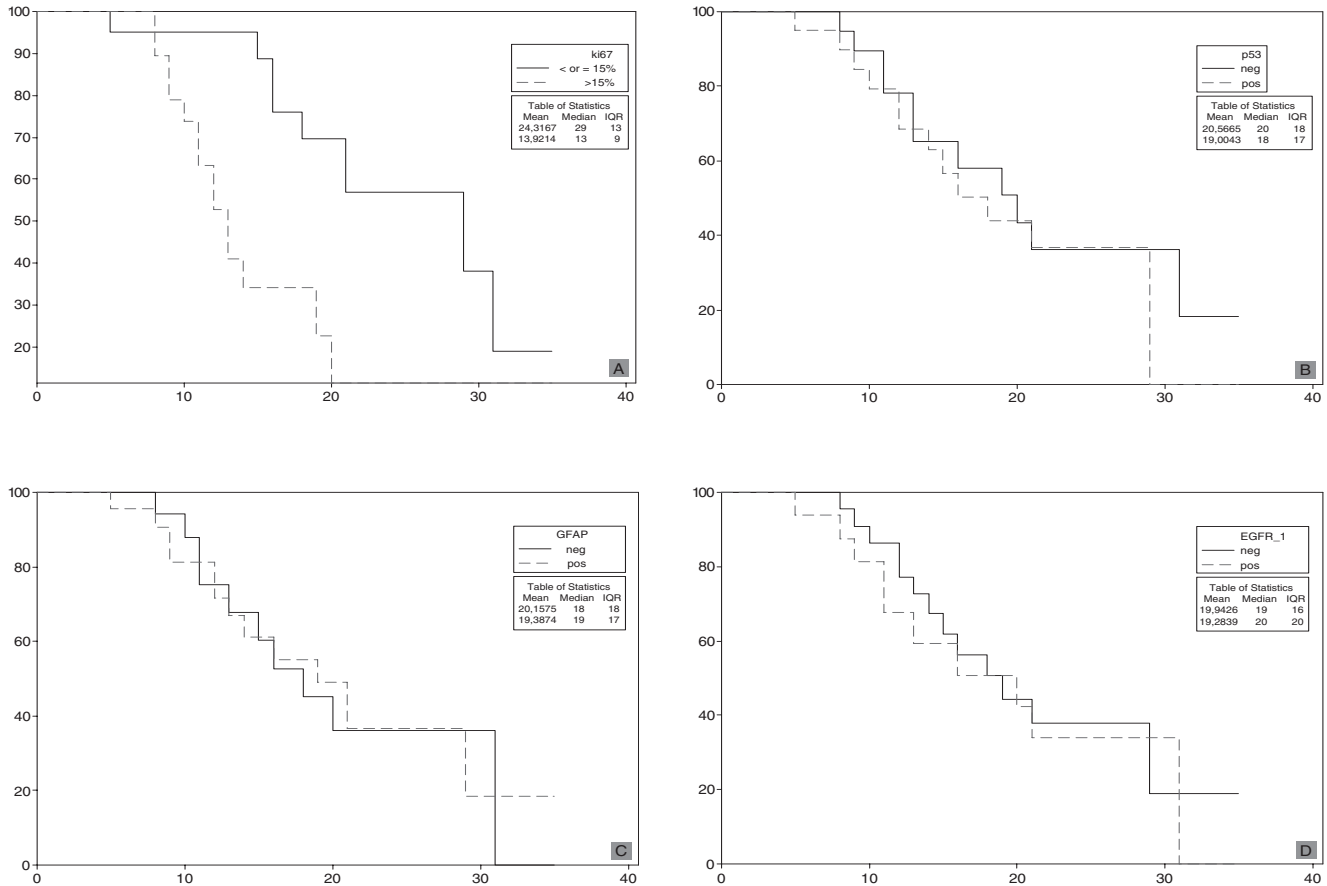 100
90
80
70
60
50
40
30
20
0
10
20
30
40
ki67
< or = 15%
>15%
Table of Statistics
Mean Median IQR
24,3167 29 13
13,9214 13 9
A
100
80
60
40
20
0
0
10
20
30
40
p53
neg
pos
Table of Statistics
Mean Median IQR
20,5665 20 18
19,0043 18 17
B
100
80
60
40
20
0
0
10
20
30
40
GFAP
neg
pos
Table of Statistics
Mean Median IQR
20,1575 18 18
19,3874 19 17
C
100
80
60
40
20
0
0
10
20
30
40
EGFR_1
neg
pos
Table of Statistics
Mean Median IQR
19,9426 19 16
19,2839 20 20
D